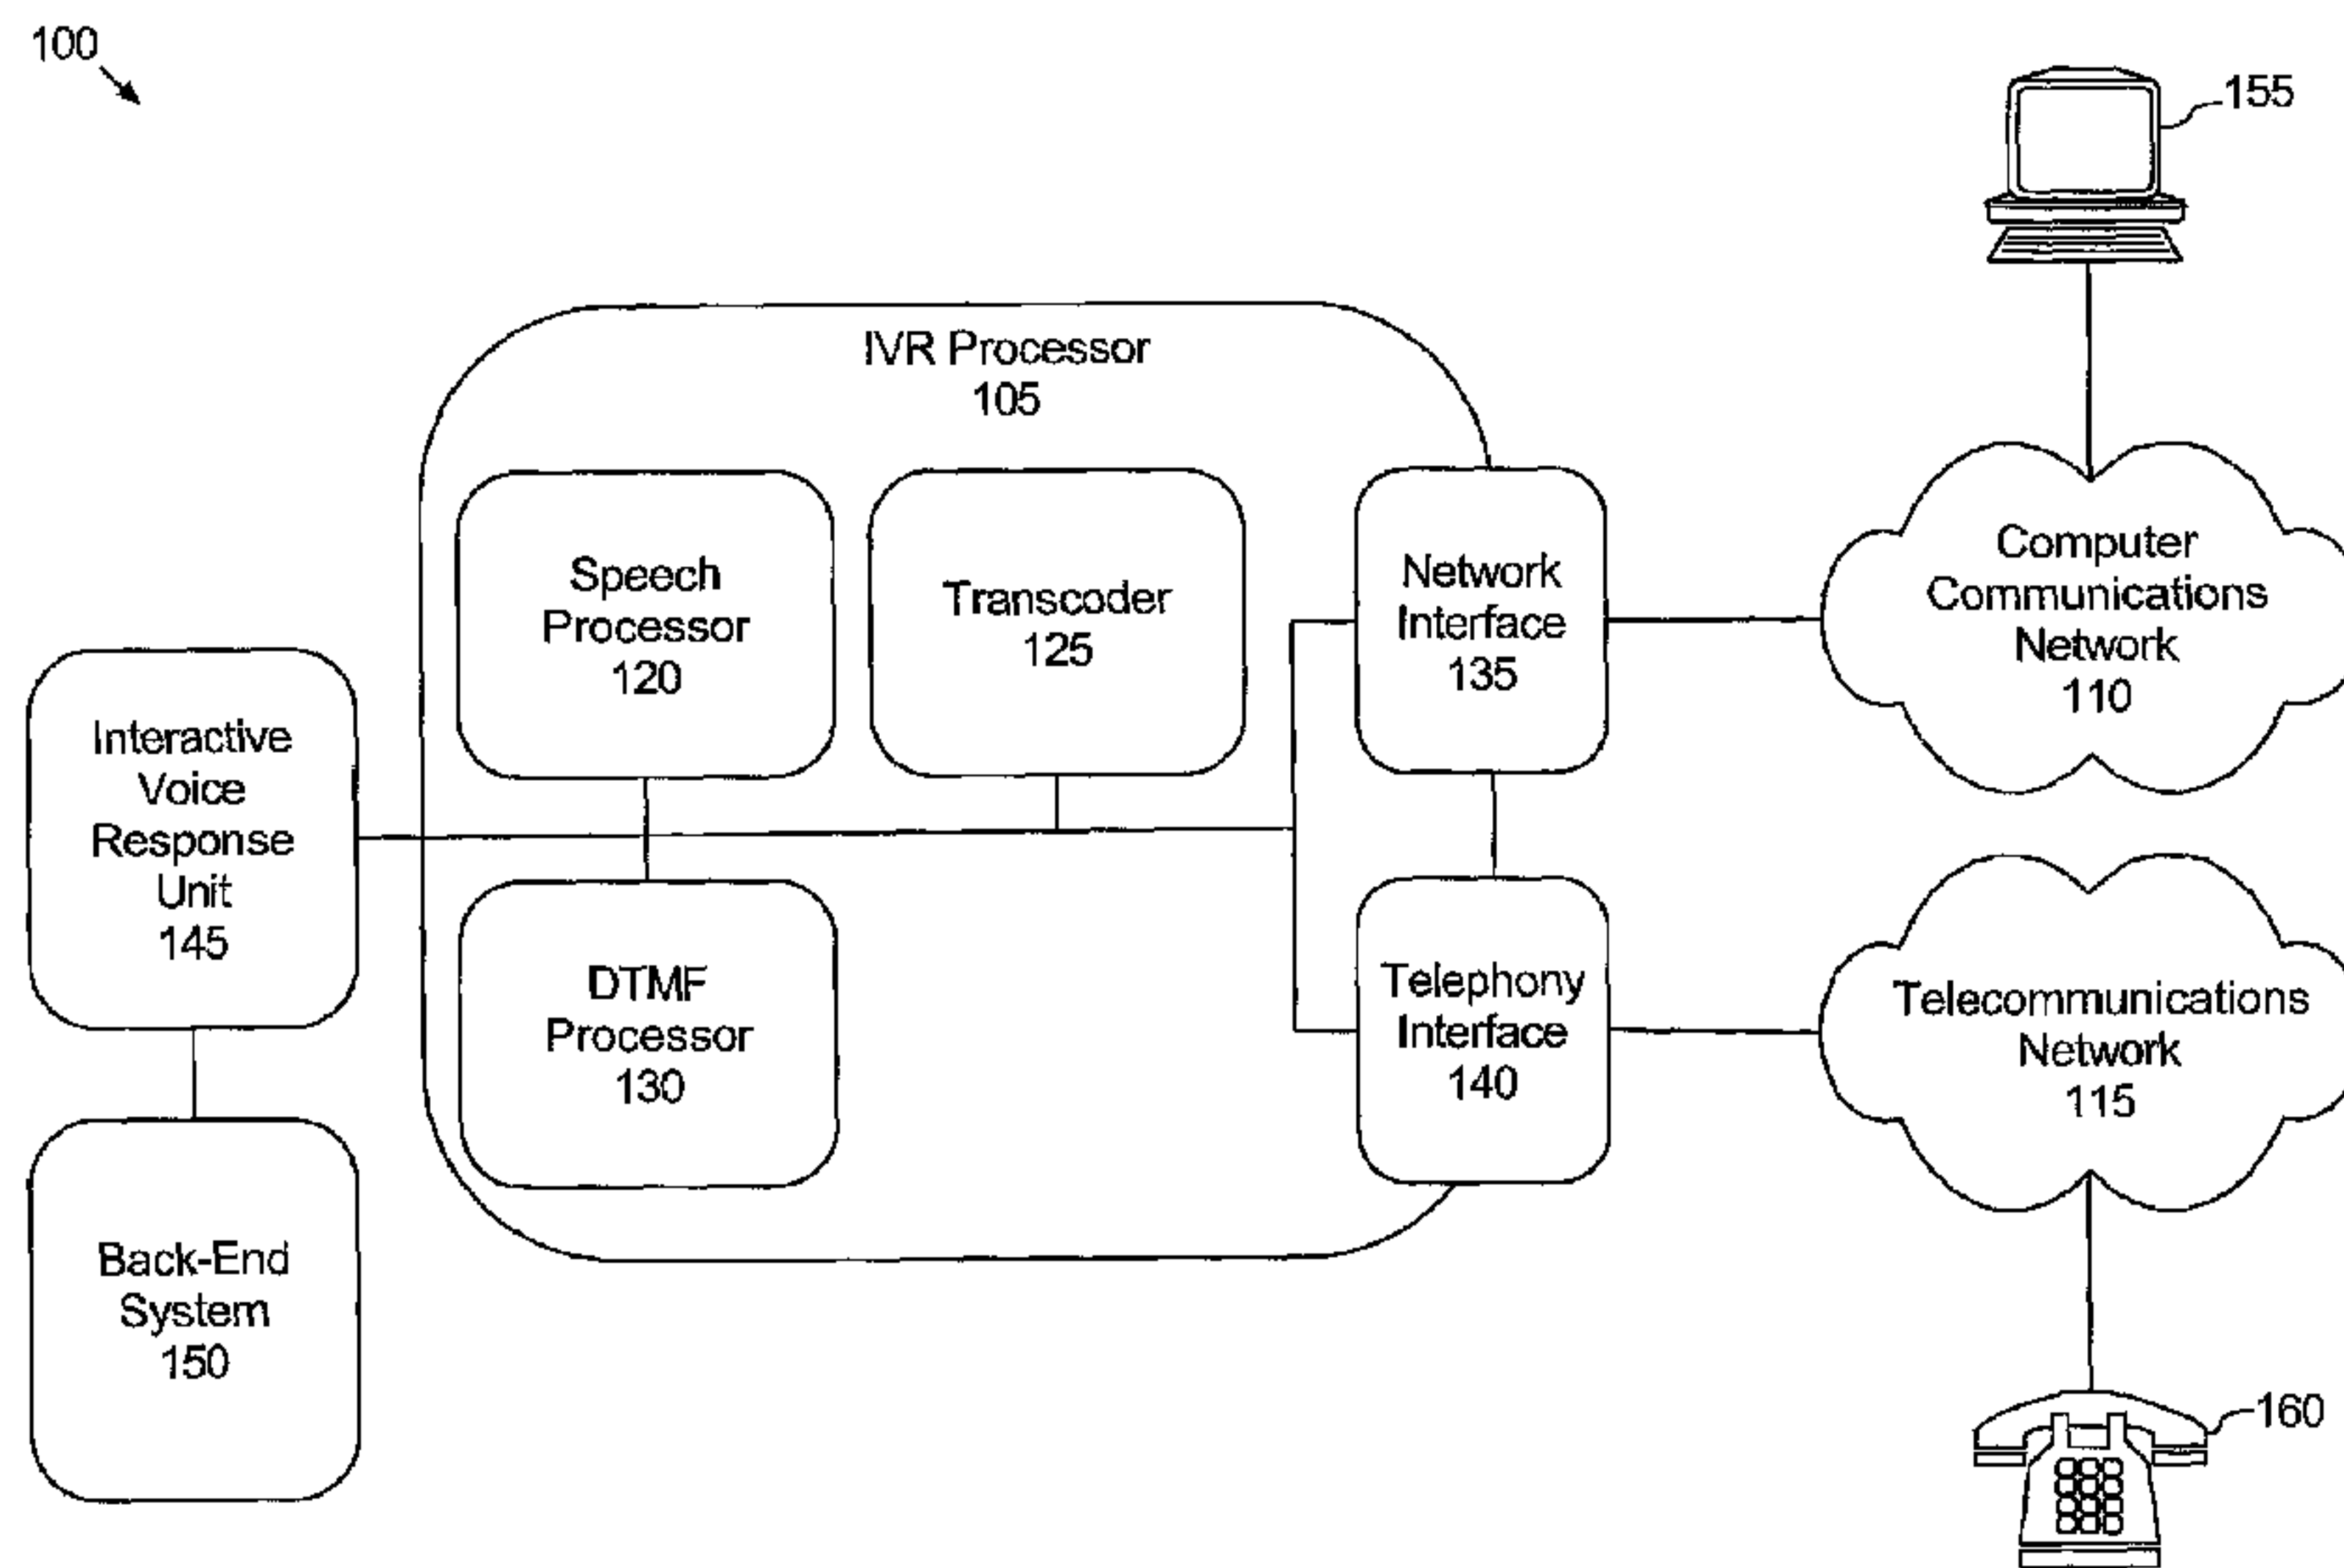 100
155
IVR Processor
105
Speech
Processor
120
Transcoder
125
Network
Interface
135
Computer
Communications
Network
110
Interactive
Voice
Response
Unit
145
DTMF
Processor
130
Telephony
Interface
140
Telecommunications
Network
115
Back-End
System
150
160